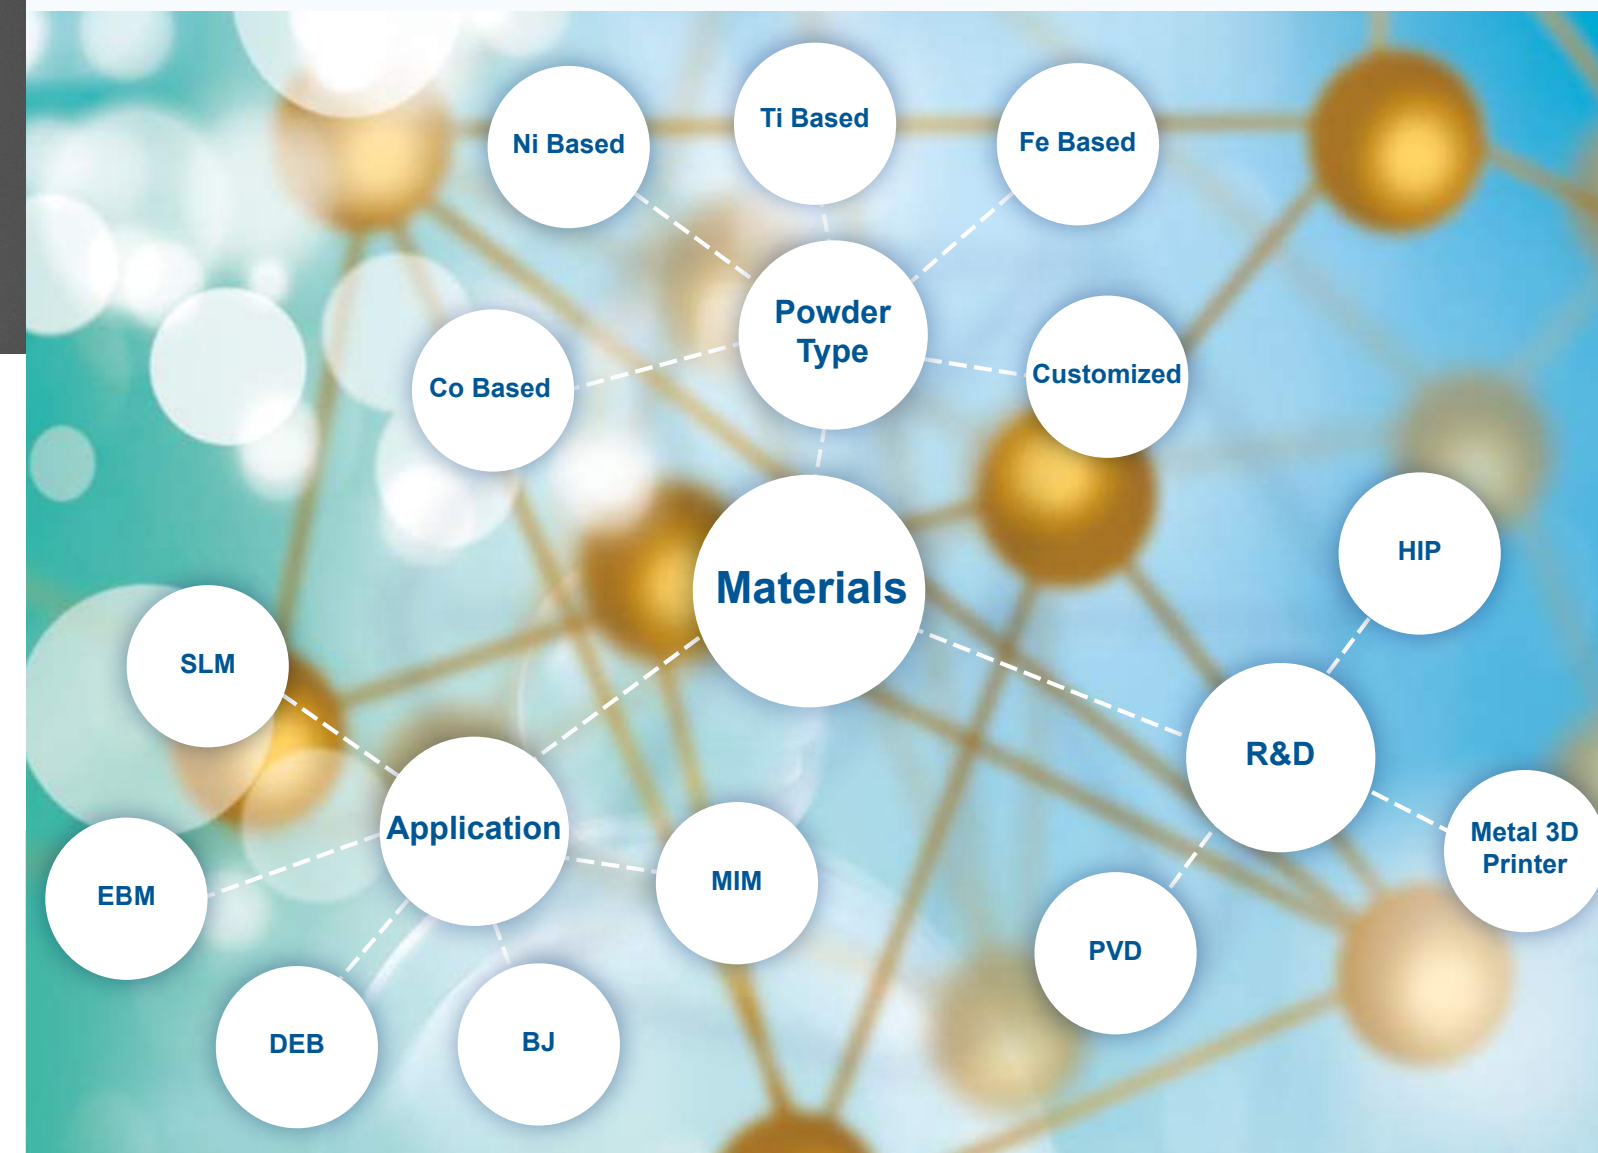 Ti Based
Ni Based
Fe Based
Powder
Type
Customized
Co Based
Materials
HIP
SLM
R&D
Application
Metal 3D
Printer
MIM
EBM
PVD
DEB
BJ